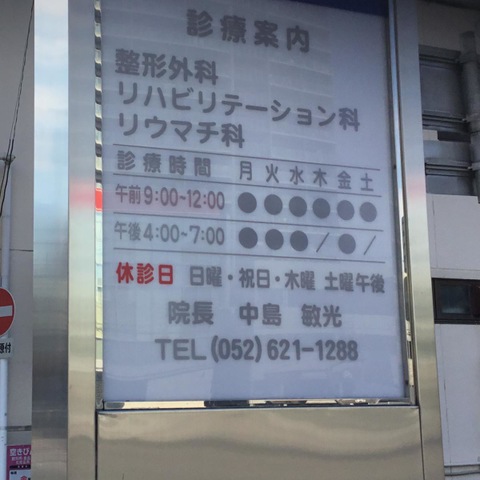 診療案内
整形外科
リハビリテーション科
リウマチ科
診療時間 月 火 水 木 金 土
午前 9:00~12:00 ●●●●●●
午後 4:00~7:00 ●●●／●／
休診日 日曜・祝日・木曜 土曜午後
院長 中島 敏光
TEL(052)621-1288